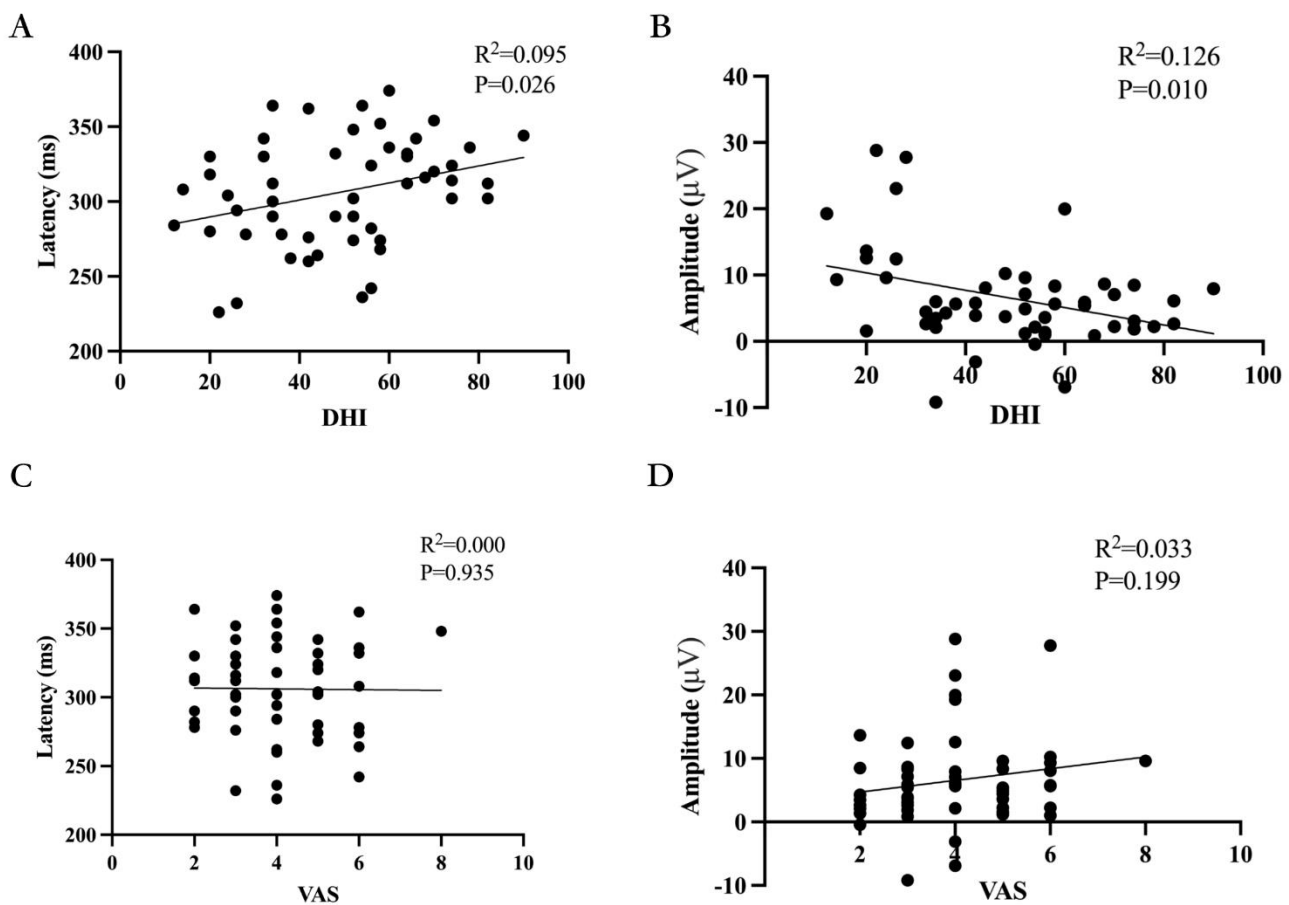 A
R²=0.095
P=0.026
Latency (ms)
400
350
300
250
200
0 20 40 60 80 100
DHI
B
R²=0.126
P=0.010
Amplitude (μV)
40
30
20
10
0
-10
20 40 60 80 100
DHI
C
R²=0.000
P=0.935
Latency (ms)
400
350
300
250
200
0 2 4 6 8 10
VAS
D
R²=0.033
P=0.199
Amplitude (μV)
40
30
20
10
0
-10
2 4 6 8 10
VAS